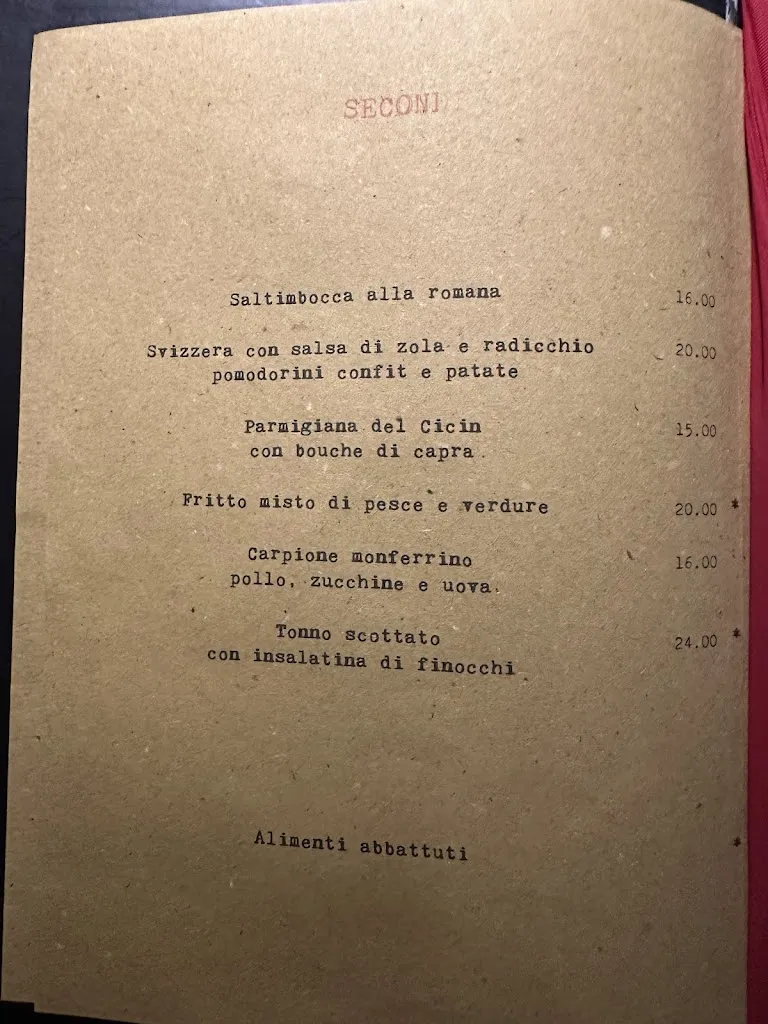 SECONI
Saltimbocca alla romana 16.00
Svizzera con salsa di zola e radicchio 20.00
pomodorini confit e patate
Parmigiana del Cicin 15.00
con bouche di capra.
Fritto misto di pesce e verdure 20.00 *
Carpione monferrino 16.00
pollo, zucchine e uova.
Tonno scottato 24.00 *
con insalatina di finocchi
Alimenti abbattuti *